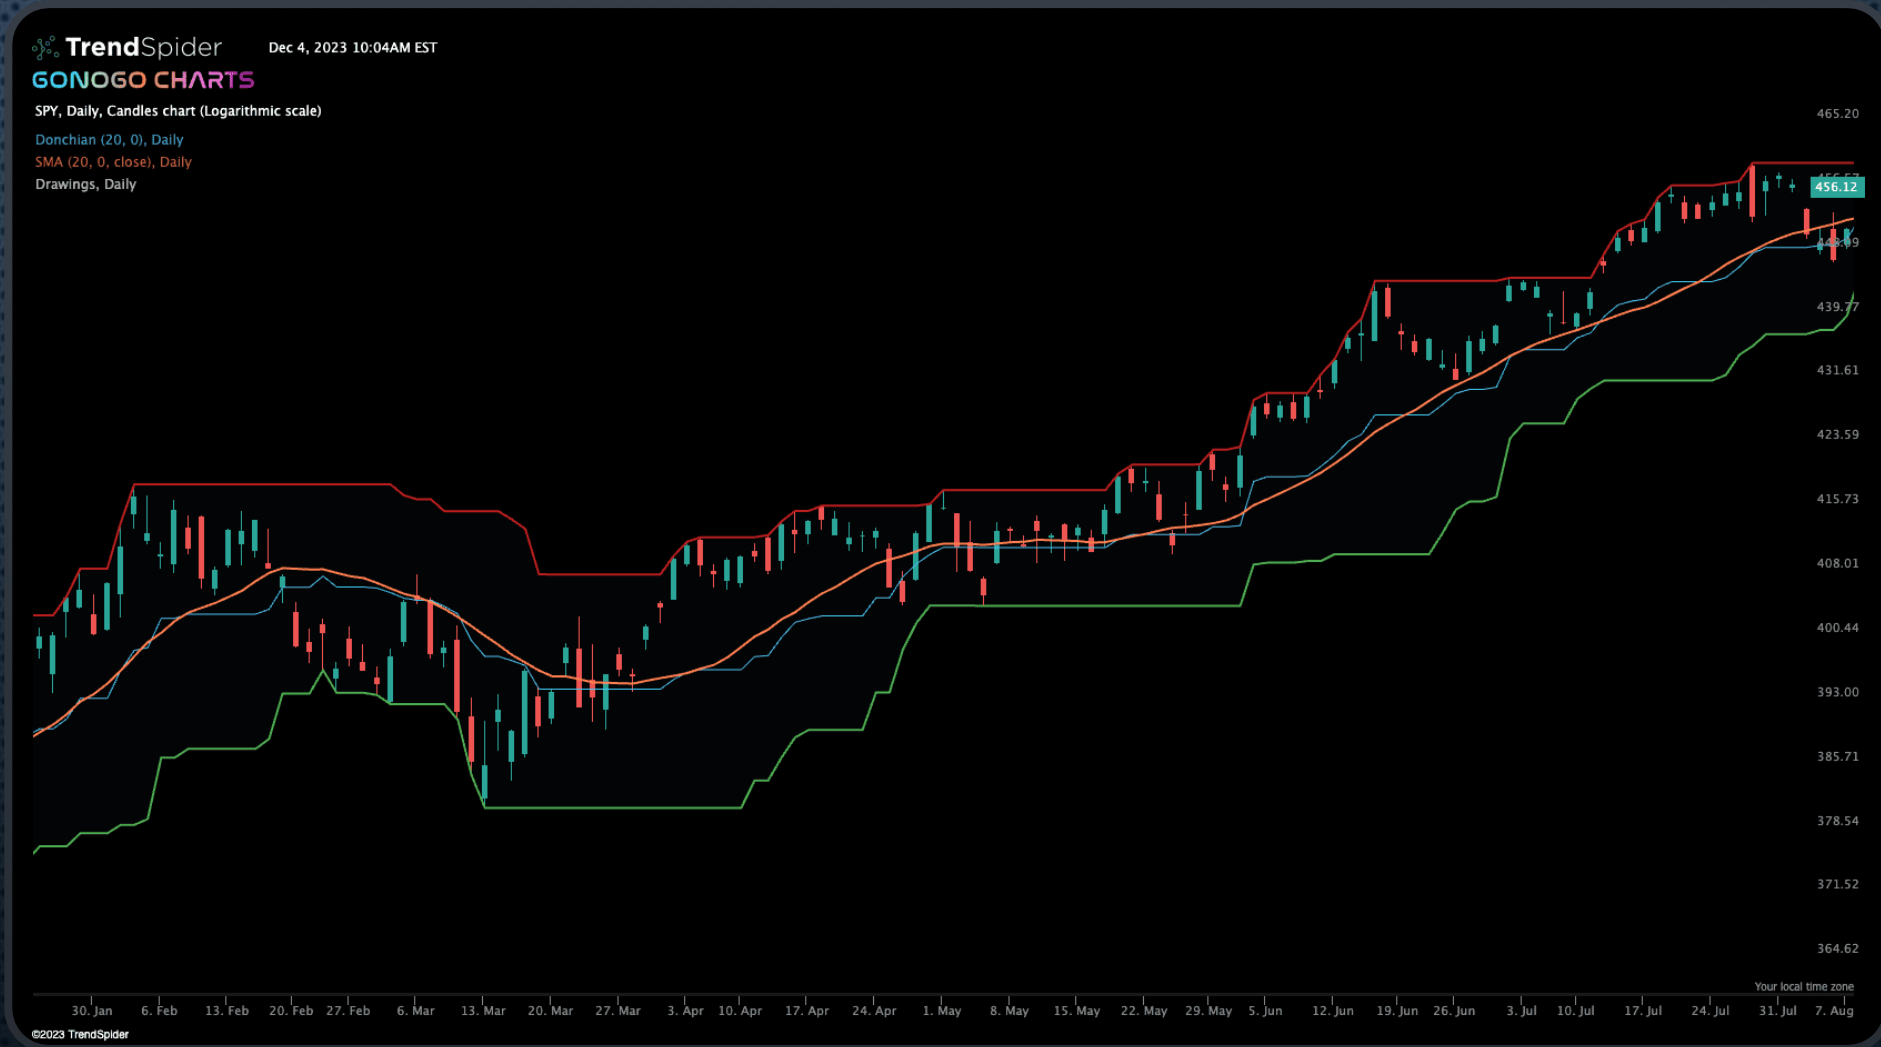 TrendSpider Dec 4, 2023 10:04AM EST
GONOGO CHARTS
SPY, Daily, Candles chart (Logarithmic scale)
Donchian (20, 0), Daily
SMA (20, 0, close), Daily
Drawings, Daily
465.20
456.12
439.77
431.61
423.59
415.73
408.01
400.44
393.00
385.71
378.54
371.52
364.62
Your local time zone
30. Jan 6. Feb 13. Feb 20. Feb 27. Feb 6. Mar 13. Mar 20. Mar 27. Mar 3. Apr 10. Apr 17. Apr 24. Apr 1. May 8. May 15. May 22. May 29. May 5. Jun 12. Jun 19. Jun 26. Jun 3. Jul 10. Jul 17. Jul 24. Jul 31. Jul 7. Aug
©2023 TrendSpider